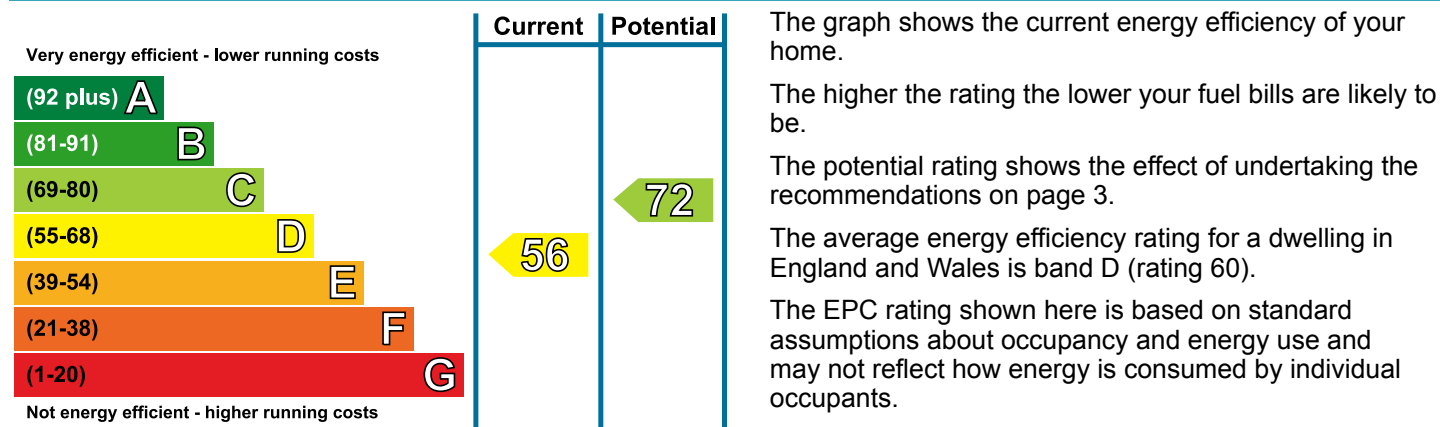 Current Potential
Very energy efficient - lower running costs
(92 plus) A
(81-91) B
(69-80) C
(55-68) D
(39-54) E
(21-38) F
(1-20) G
Not energy efficient - higher running costs
56
72
The graph shows the current energy efficiency of your
home.
The higher the rating the lower your fuel bills are likely to
be.
The potential rating shows the effect of undertaking the
recommendations on page 3.
The average energy efficiency rating for a dwelling in
England and Wales is band D (rating 60).
The EPC rating shown here is based on standard
assumptions about occupancy and energy use and
may not reflect how energy is consumed by individual
occupants.